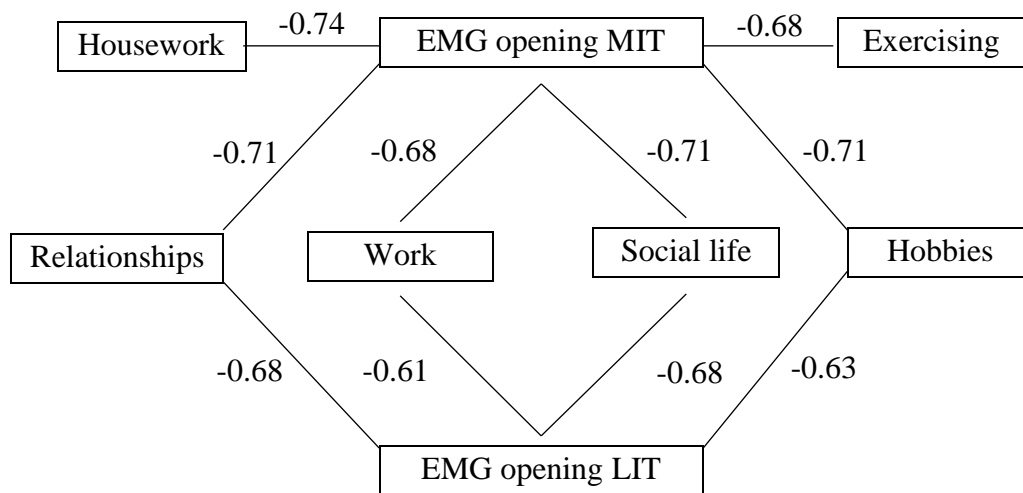 -0.74
-0.68
Housework
EMG opening MIT
Exercising
-0.71
-0.68
-0.71
-0.71
Relationships
Work
Social life
Hobbies
-0.68
-0.61
-0.68
-0.63
EMG opening LIT